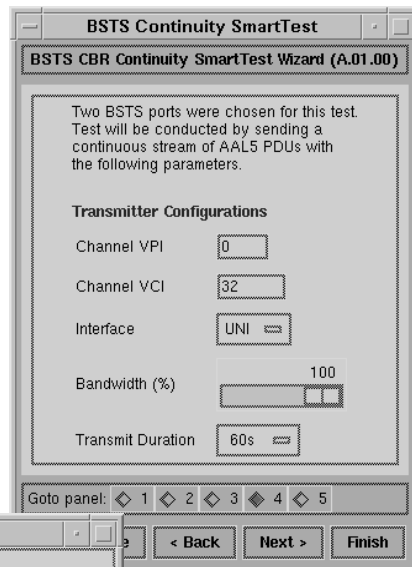 BSTS Continuity SmartTest
BSTS CBR Continuity SmartTest Wizard (A.01.00)
Two BSTS ports were chosen for this test.
Test will be conducted by sending a
continuous stream of AAL5 PDUs with
the following parameters.
Transmitter Configurations
Channel VPI 0
Channel VCI 32
Interface UNI
100
Bandwidth (%)
Transmit Duration 60s
Goto panel: 1 2 3 4 5
< Back Next > Finish